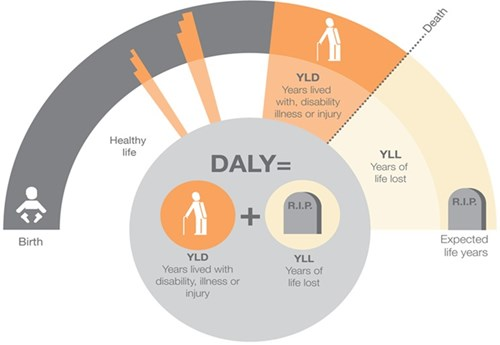 Death
YLD
Years lived
with, disability
illness or injury
Healthy
life
YLL
Years of
life lost
DALY=
R.I.P.
R.I.P.
+
Birth
Expected
life years
YLD
Years lived with
disability, illness or
injury
YLL
Years of
life lost